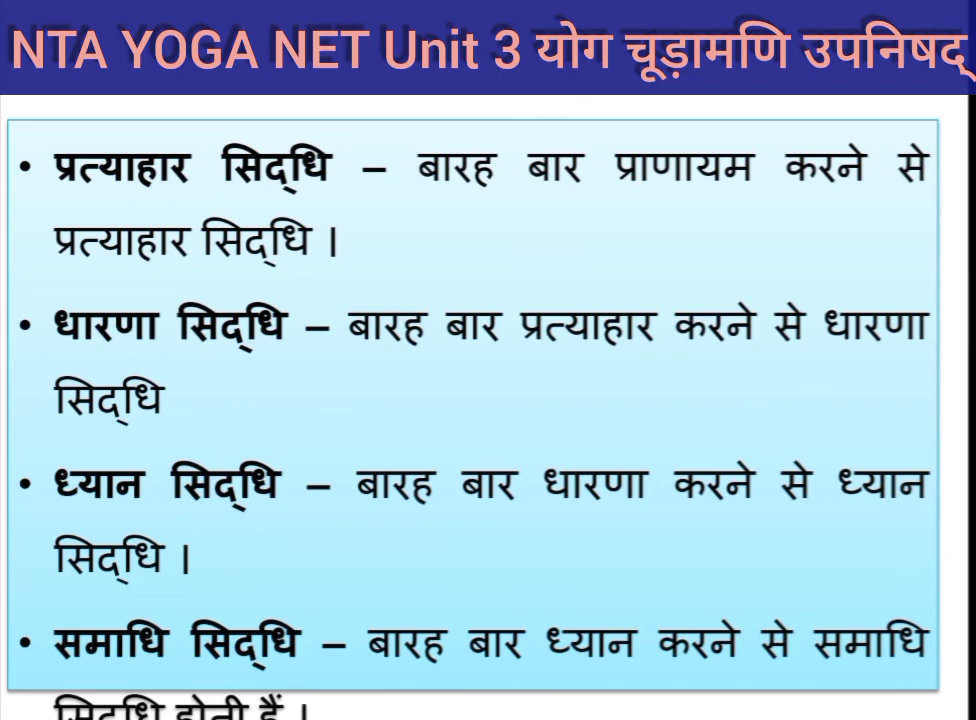 NTA YOGA NET Unit 3 योग चूड़ामणि उपनिषद्
• प्रत्याहार सिद्धि – बारह बार प्राणायम करने से
प्रत्याहार सिद्धि ।
• धारणा सिद्धि – बारह बार प्रत्याहार करने से धारणा
सिद्धि
• ध्यान सिद्धि – बारह बार धारणा करने से ध्यान
सिद्धि ।
• समाधि सिद्धि – बारह बार ध्यान करने से समाधि
सिद्धि होती हैं ।